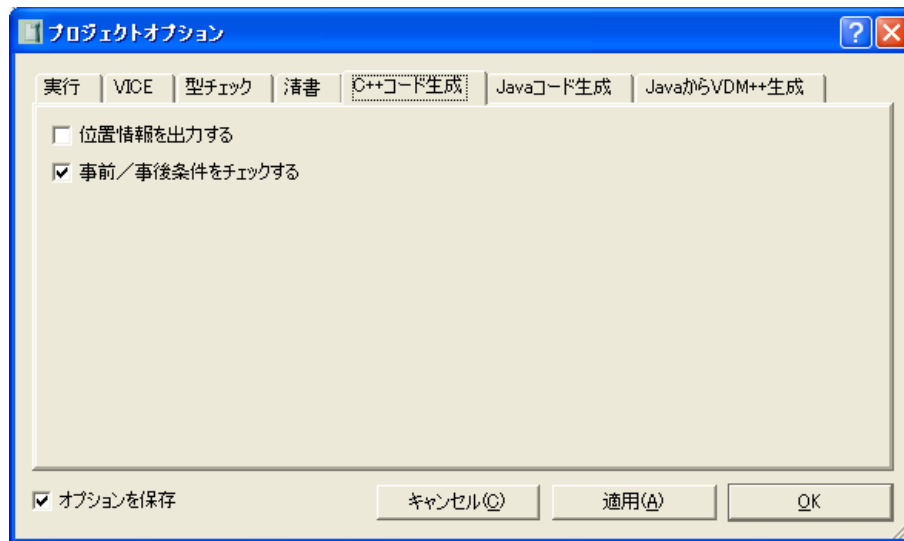 プロジェクトオプション
実行 VICE 型チェック 清書 C++コード生成 Javaコード生成 JavaからVDM++生成
位置情報を出力する
事前／事後条件をチェックする
オプションを保存 キャンセル(C) 適用(A) OK